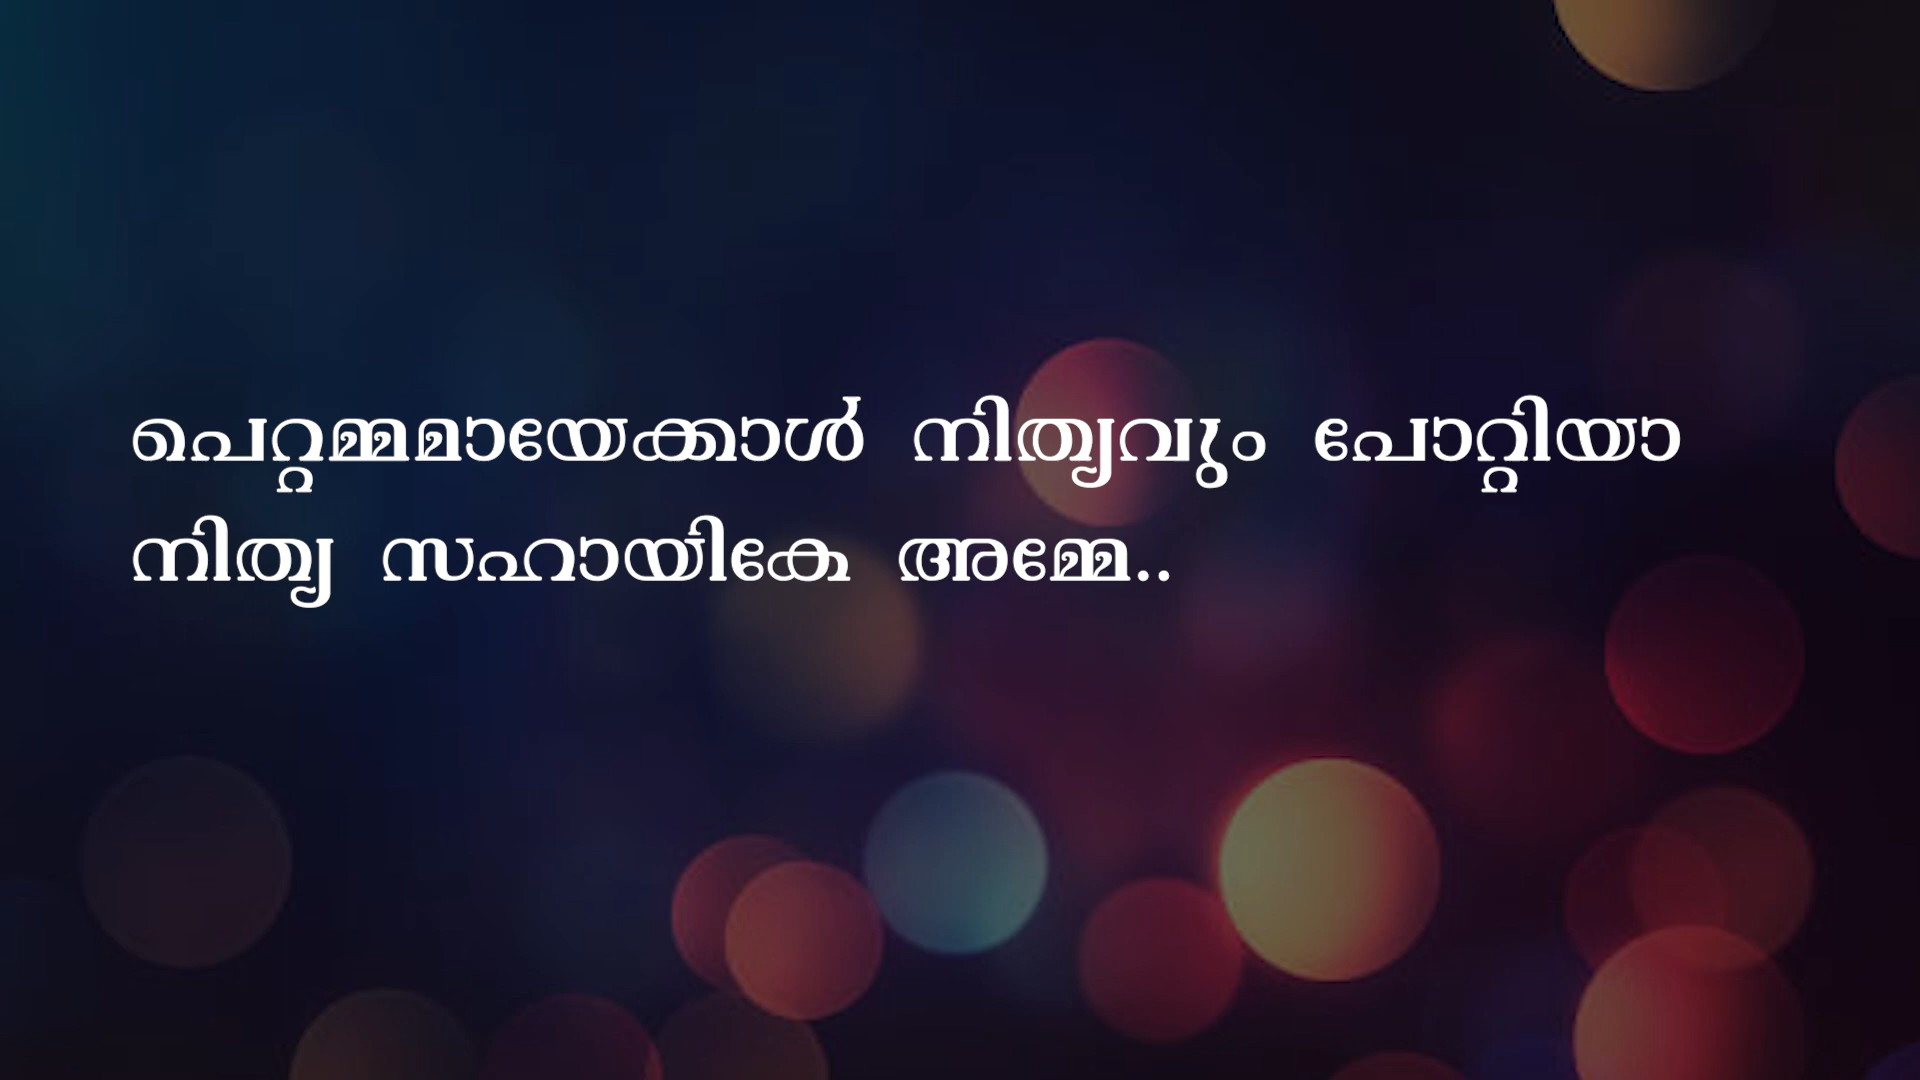 പെറ്റമ്മമായേക്കാൾ നിത്യവും പോറ്റിയാ
നിത്യ സഹായികേ അമ്മേ..